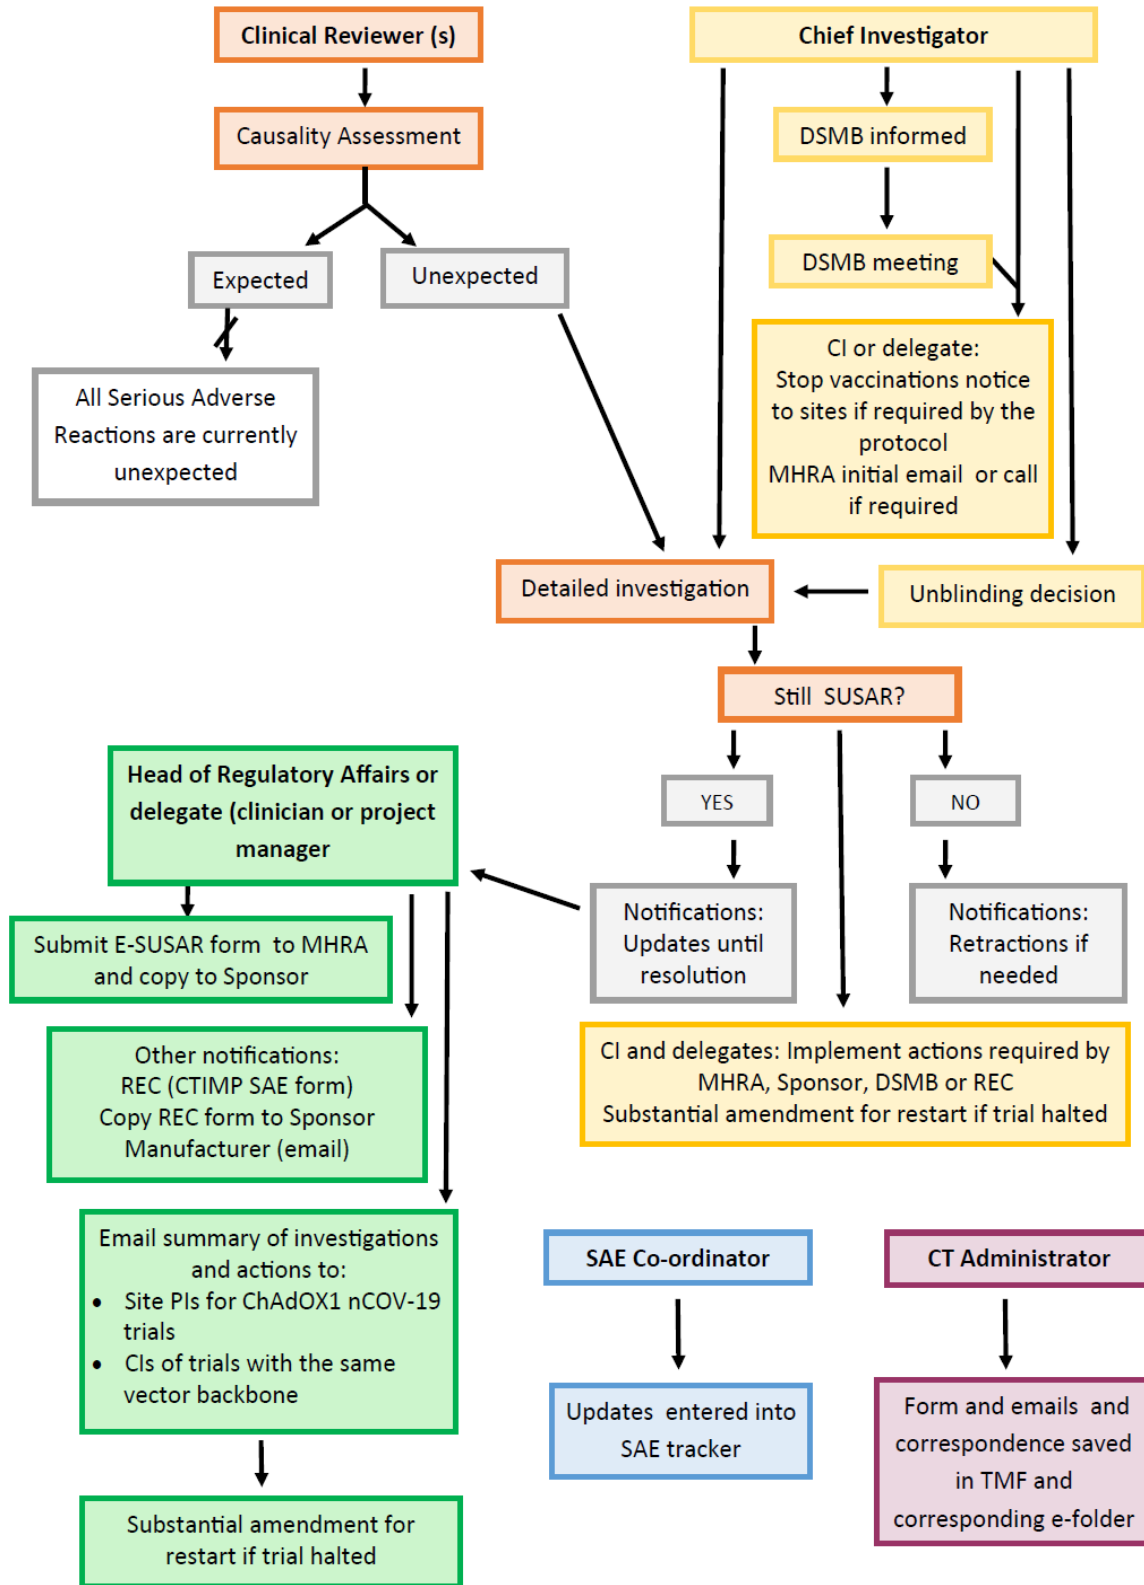 Clinical Reviewer (s)
Chief Investigator
Causality Assessment
DSMB informed
Expected
Unexpected
DSMB meeting
All Serious Adverse
Reactions are currently
unexpected
CI or delegate:
Stop vaccinations notice
to sites if required by the
protocol
MHRA initial email or call
if required
Detailed investigation
Unblinding decision
Still SUSAR?
YES
NO
Notifications:
Updates until
resolution
Notifications:
Retractions if
needed
Head of Regulatory Affairs or
delegate (clinician or project
manager
Submit E-SUSAR form to MHRA
and copy to Sponsor
Other notifications:
REC (CTIMP SAE form)
Copy REC form to Sponsor
Manufacturer (email)
CI and delegates: Implement actions required by
MHRA, Sponsor, DSMB or REC
Substantial amendment for restart if trial halted
Email summary of investigations
and actions to:
• Site PIs for ChAdOX1 nCOV-19
trials
• CIs of trials with the same
vector backbone
Substantial amendment for
restart if trial halted
SAE Co-ordinator
Updates entered into
SAE tracker
CT Administrator
Form and emails and
correspondence saved
in TMF and
corresponding e-folder